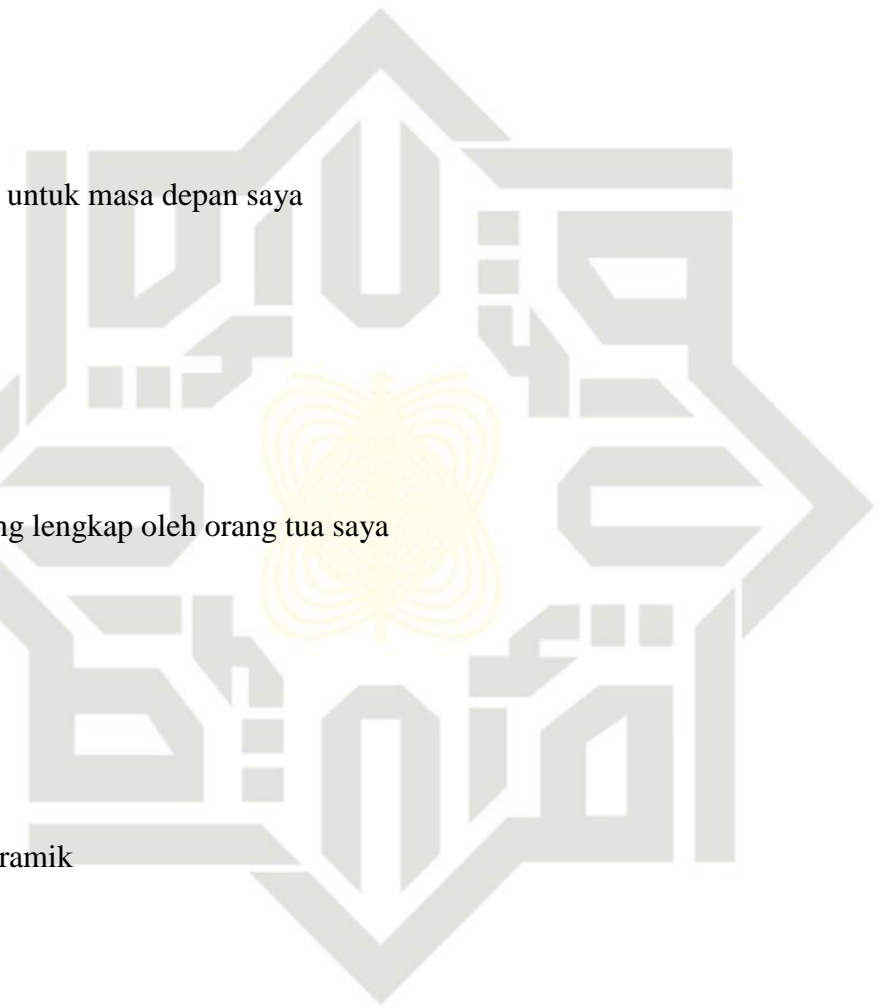 untuk masa depan saya
ng lengkap oleh orang tua saya
ramik